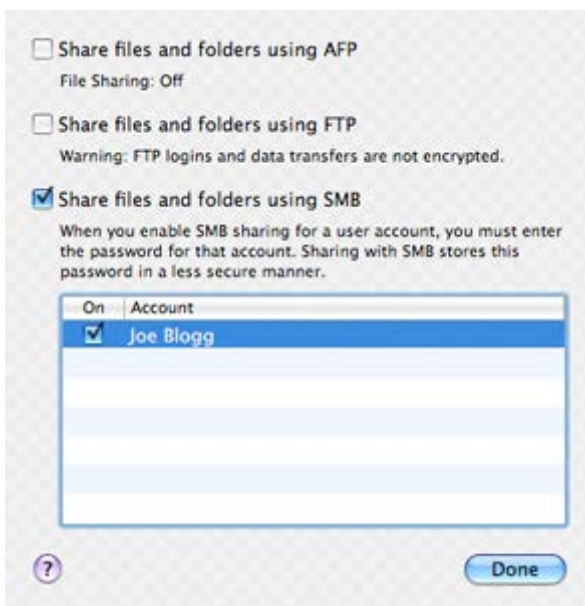 Share files and folders using AFP
File Sharing: Off
Share files and folders using FTP
Warning: FTP logins and data transfers are not encrypted.
Share files and folders using SMB
When you enable SMB sharing for a user account, you must enter
the password for that account. Sharing with SMB stores this
password in a less secure manner.
On Account
Joe Blogg
? Done